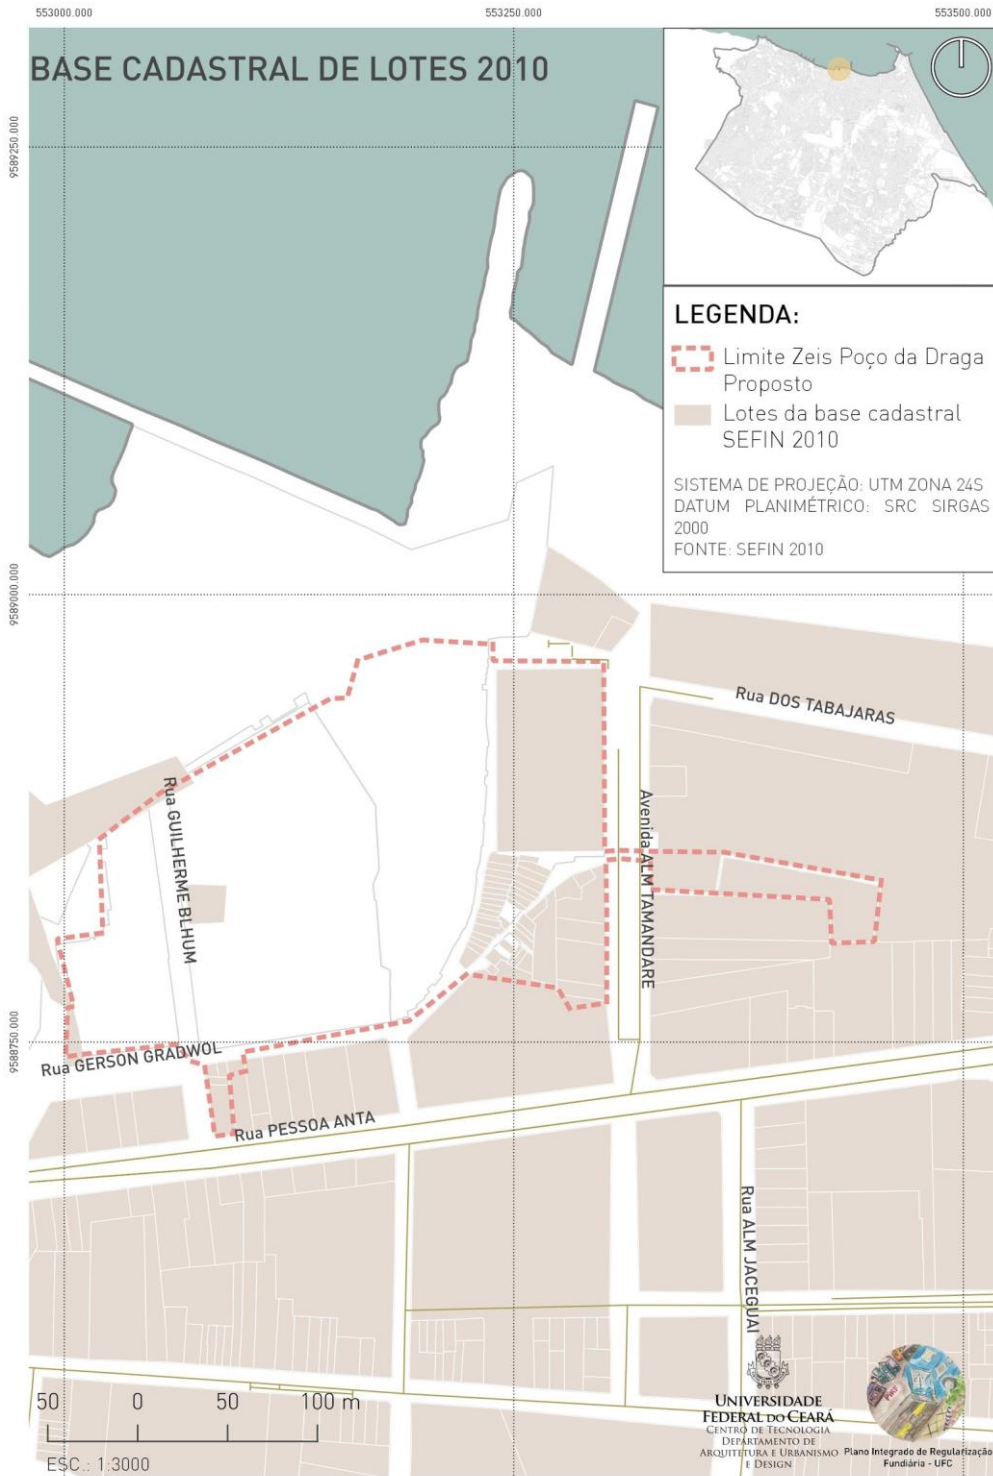 553000.000
553250.000
553500.000
BASE CADASTRAL DE LOTES 2010
9589250.000
9589000.000
9588750.000
LEGENDA:
Limite Zeis Poço da Draga
Proposto
Lotes da base cadastral
SEFIN 2010
SISTEMA DE PROJEÇÃO: UTM ZONA 24S
DATUM PLANIMÉTRICO: SRC SIRGAS
2000
FONTE: SEFIN 2010
Rua DOS TABAJARAS
Rua GUILHERME BLHUM
Avenida ALM TAMANDARE
Rua GERSON GRADWOL
Rua PESSOA ANTA
Rua ALM JACEGUAI
50 0 50 100 m
ESC.: 1:3000
UNIVERSIDADE
FEDERAL DO CEARÁ
CENTRO DE TECNOLOGIA
DEPARTAMENTO DE
ARQUITETURA E URBANISMO
E DESIGN
Plano Integrado de Regularização
Fundiária - UFC